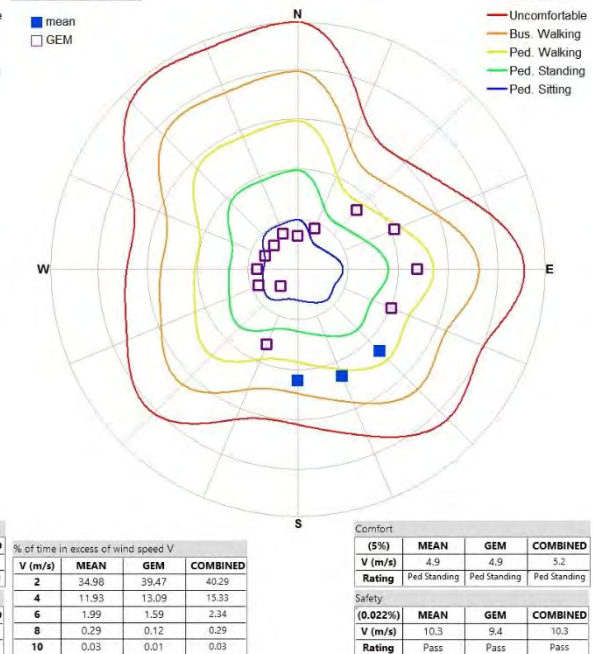 mean
GEM
N
Uncomfortable
Bus. Walking
Ped. Walking
Ped. Standing
Ped. Sitting
W
E
S
% of time in excess of wind speed V
V (m/s) MEAN GEM COMBINED
2 34.98 39.47 40.29
4 11.93 13.09 15.33
6 1.99 1.59 2.34
8 0.29 0.12 0.29
10 0.03 0.01 0.03
Comfort
(5%) MEAN GEM COMBINED
V (m/s) 4.9 4.9 5.2
Rating Ped Standing Ped Standing Ped Standing
Safety
(0.022%) MEAN GEM COMBINED
V (m/s) 10.3 9.4 10.3
Rating Pass Pass Pass